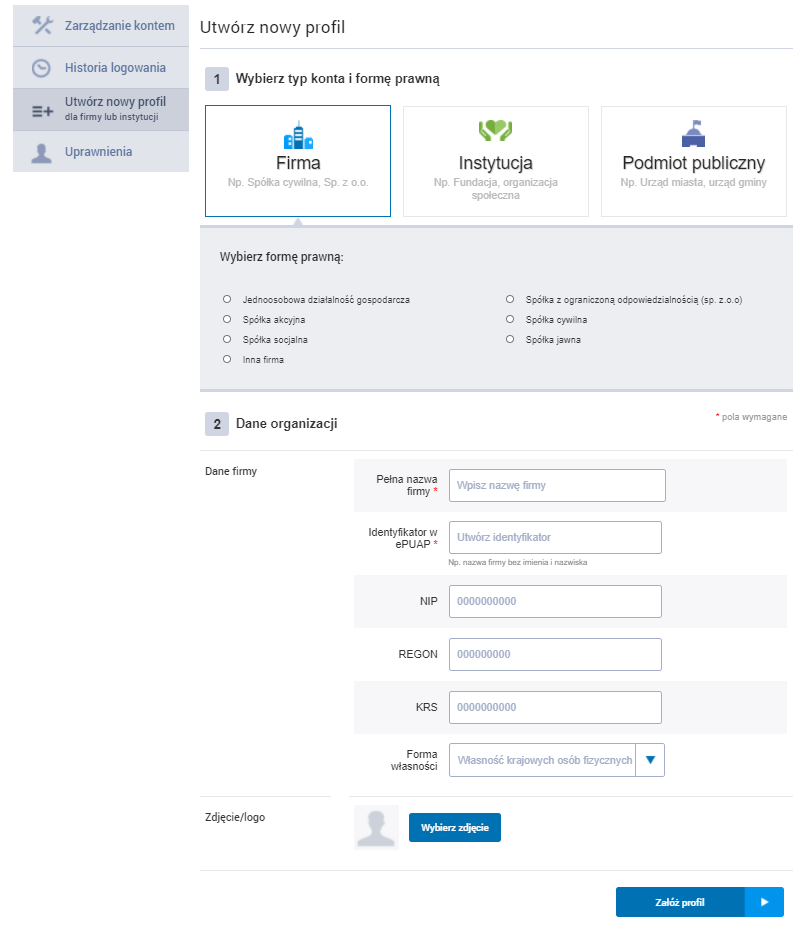 Zarządzanie kontem
Historia logowania
Utwórz nowy profil
dla firmy lub instytucji
Uprawnienia
Utwórz nowy profil
1 Wybierz typ konta i formę prawną
Firma
Np. Spółka cywilna, Sp. z o.o.
Instytucja
Np. Fundacja, organizacja
społeczna
Podmiot publiczny
Np. Urząd miasta, urząd gminy
Wybierz formę prawną:
Jednoosobowa działalność gospodarcza
Spółka z ograniczoną odpowiedzialnością (sp. z.o.o)
Spółka akcyjna
Spółka cywilna
Spółka socjalna
Spółka jawna
Inna firma
2 Dane organizacji
* pola wymagane
Dane firmy
Pełna nazwa
firmy *
Wpisz nazwę firmy
Identyfikator w
ePUAP *
Utwórz identyfikator
Np. nazwa firmy bez imienia i nazwiska
NIP
0000000000
REGON
000000000
KRS
0000000000
Forma
własności
Własność krajowych osób fizycznych
Zdjęcie/logo
Wybierz zdjęcie
Załóż profil